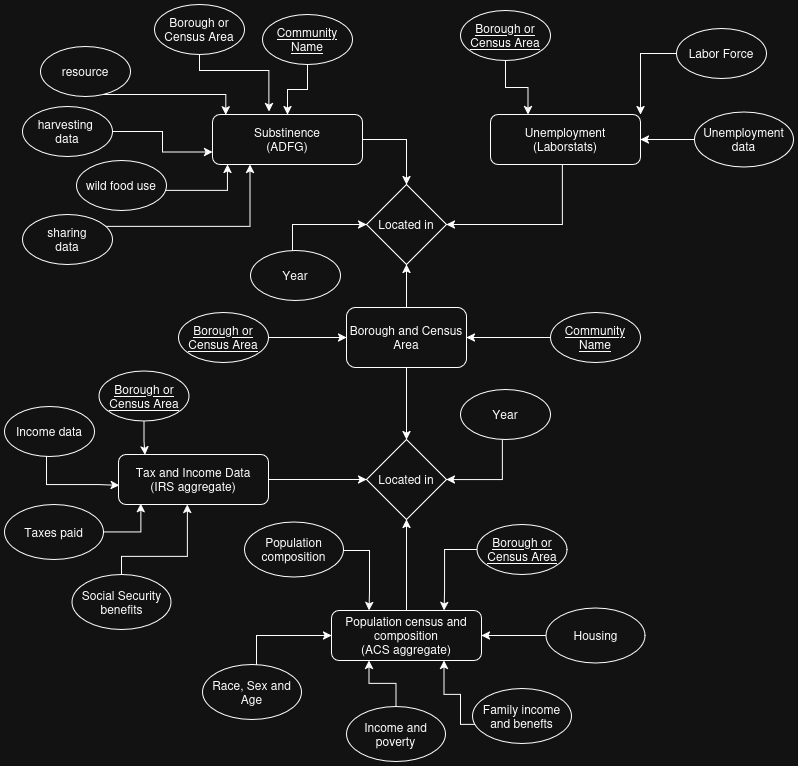 Borough or
Census Area
Community
Name
Borough or
Census Area
Labor Force
resource
harvesting
data
Substinence
(ADFG)
Unemployment
(Laborstats)
Unemployment
data
wild food use
sharing
data
Located in
Year
Borough or
Census Area
Borough and Census
Area
Community
Name
Borough or
Census Area
Year
Income data
Tax and Income Data
(IRS aggregate)
Located in
Taxes paid
Population
composition
Borough or
Census Area
Social Security
benefits
Population census and
composition
(ACS aggregate)
Housing
Race, Sex and
Age
Income and
poverty
Family income
and benefts